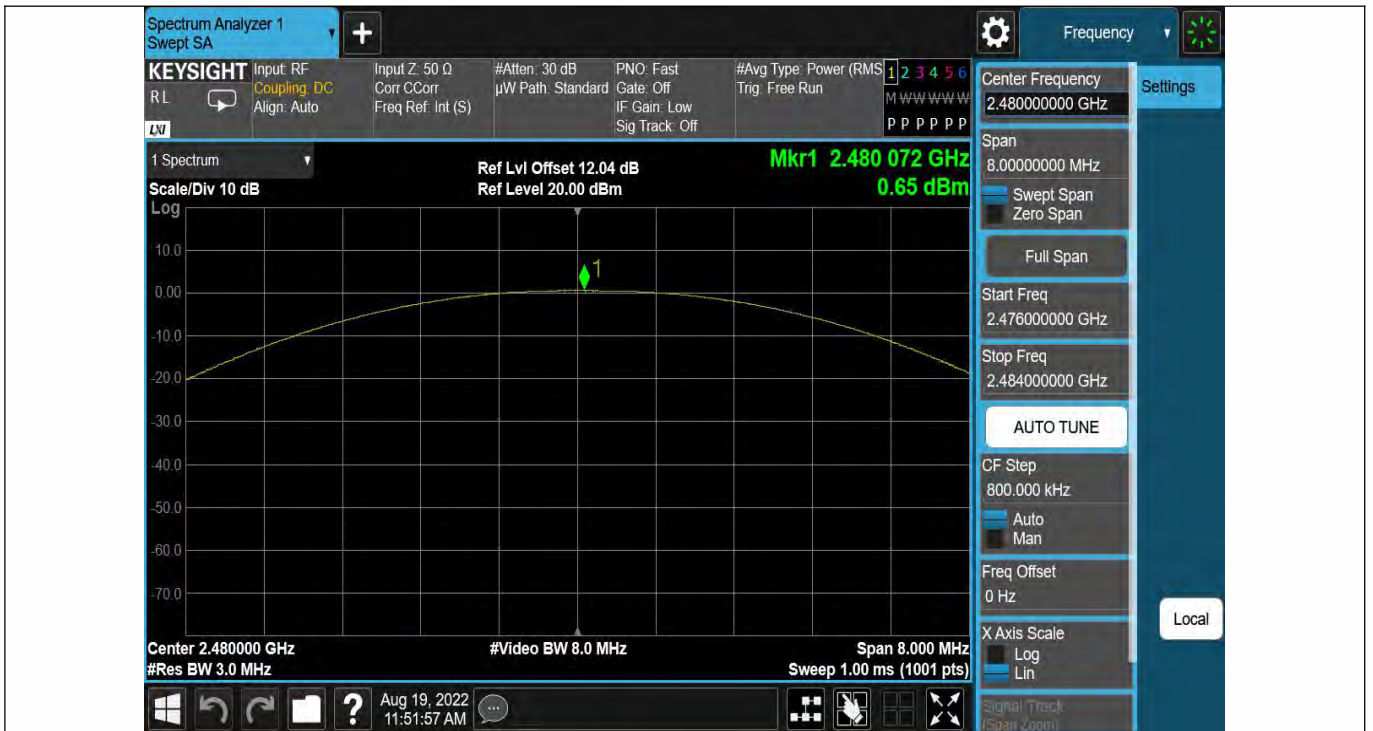 Spectrum Analyzer 1
Swept SA
Frequency
KEYSIGHT
RL
LXI
Input: RF
Coupling: DC
Align: Auto
Input Z: 50 Ω
Corr CCorr
Freq Ref: Int (S)
#Atten: 30 dB
µW Path: Standard
PNO: Fast
Gate: Off
IF Gain: Low
Sig Track: Off
#Avg Type: Power (RMS
Trig: Free Run
1 2 3 4 5 6
M W W W W W
P P P P P P
1 Spectrum
Scale/Div 10 dB
Log
Ref Lvl Offset 12.04 dB
Ref Level 20.00 dBm
Mkr1 2.480 072 GHz
0.65 dBm
1
10.0
0.00
-10.0
-20.0
-30.0
-40.0
-50.0
-60.0
-70.0
Center 2.480000 GHz
#Res BW 3.0 MHz
#Video BW 8.0 MHz
Span 8.000 MHz
Sweep 1.00 ms (1001 pts)
Aug 19, 2022
11:51:57 AM
Center Frequency
2.480000000 GHz
Settings
Span
8.00000000 MHz
Swept Span
Zero Span
Full Span
Start Freq
2.476000000 GHz
Stop Freq
2.484000000 GHz
AUTO TUNE
CF Step
800.000 kHz
Auto
Man
Freq Offset
0 Hz
X Axis Scale
Log
Lin
Local
Signal Track
(Span Zoom)